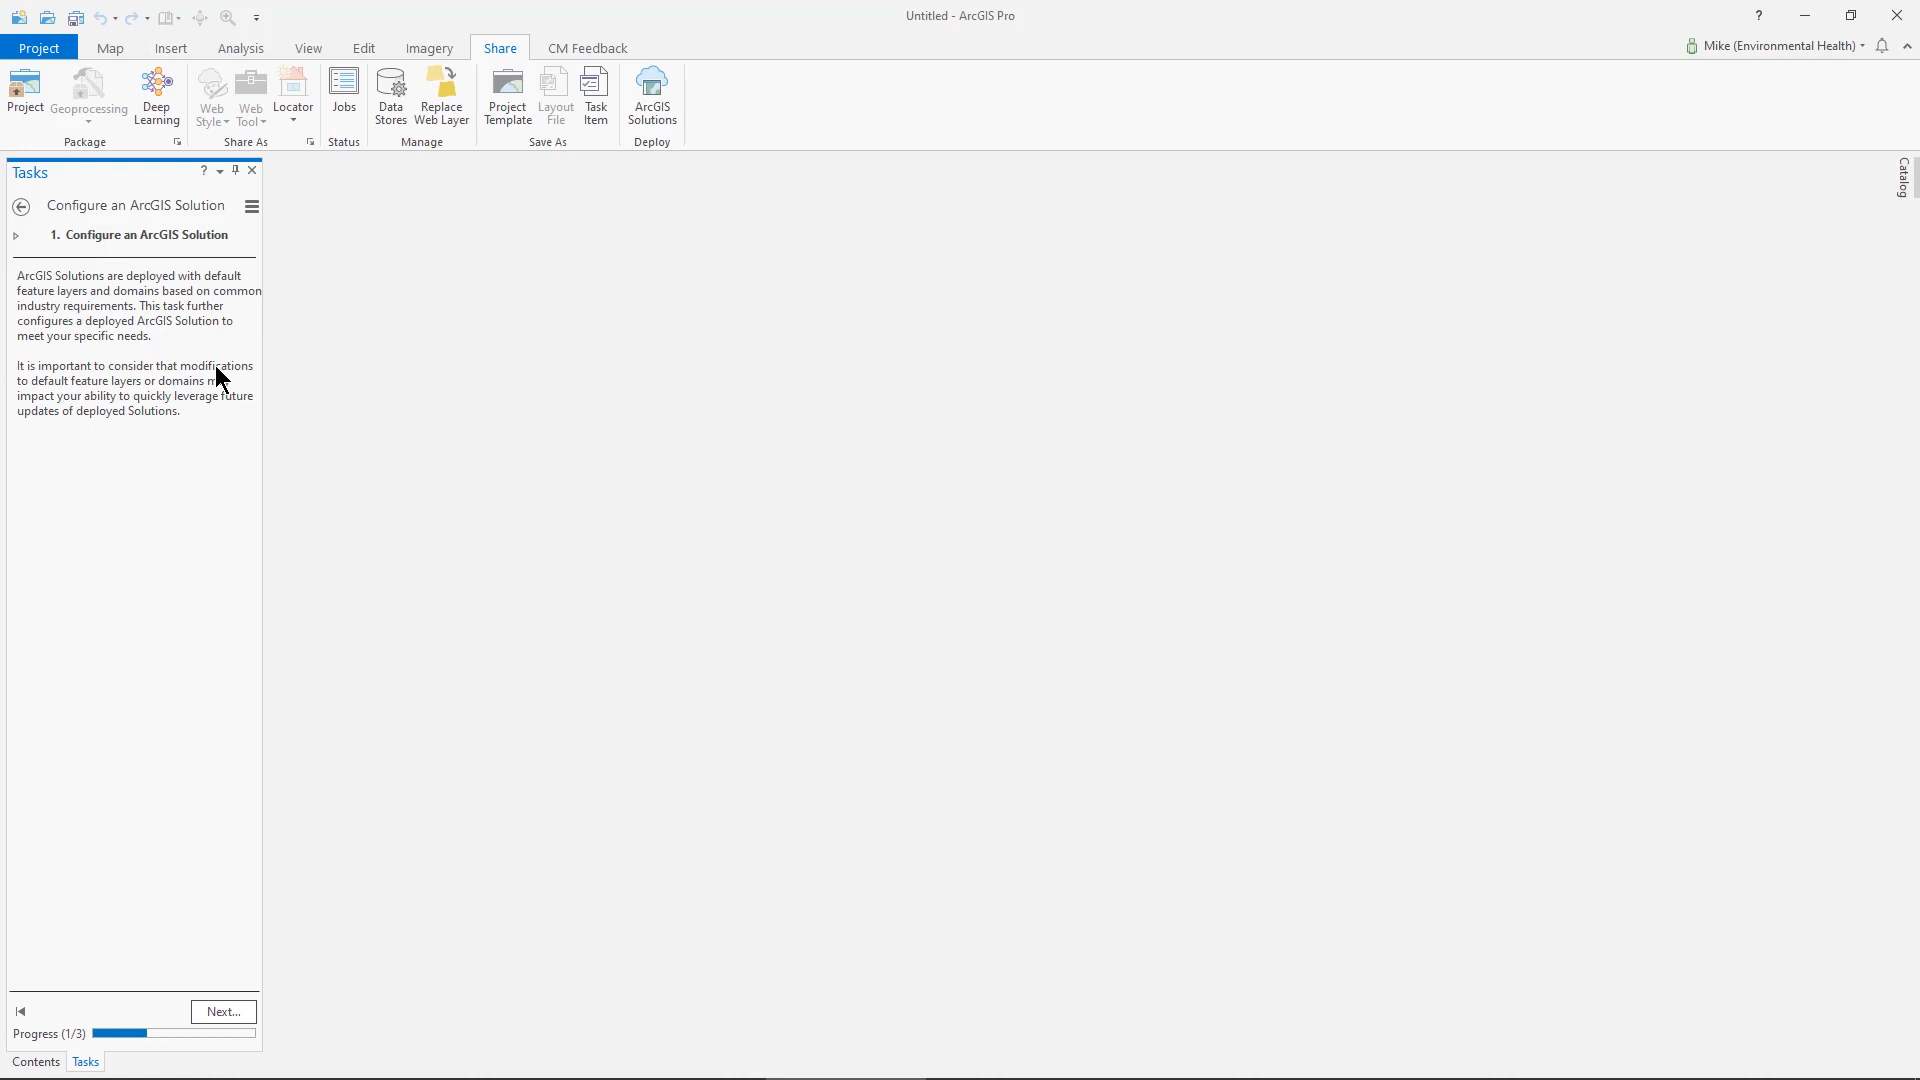 Untitled - ArcGIS Pro
?
Project Map Insert Analysis View Edit Imagery Share CM Feedback
Mike (Environmental Health)
Project
Geoprocessing
Deep
Learning
Web
Style
Web
Tool
Locator
Jobs
Data
Stores
Replace
Web Layer
Project
Template
Layout
File
Task
Item
ArcGIS
Solutions
Package
Share As
Status
Manage
Save As
Deploy
Catalog
Tasks
?
Configure an ArcGIS Solution
1. Configure an ArcGIS Solution
ArcGIS Solutions are deployed with default
feature layers and domains based on common
industry requirements. This task further
configures a deployed ArcGIS Solution to
meet your specific needs.
It is important to consider that modifications
to default feature layers or domains
impact your ability to quickly leverage future
updates of deployed Solutions.
Next...
Progress (1/3)
Contents Tasks